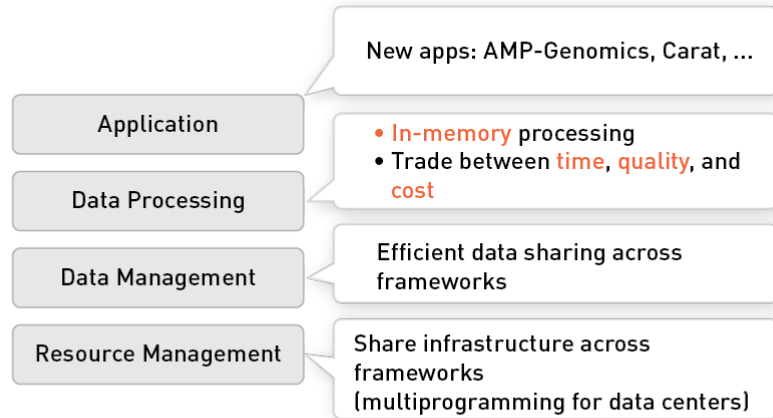 New apps: AMP-Genomics, Carat, ...
Application
• In-memory processing
• Trade between time, quality, and
cost
Data Processing
Efficient data sharing across
frameworks
Data Management
Share infrastructure across
frameworks
(multiprogramming for data centers)
Resource Management